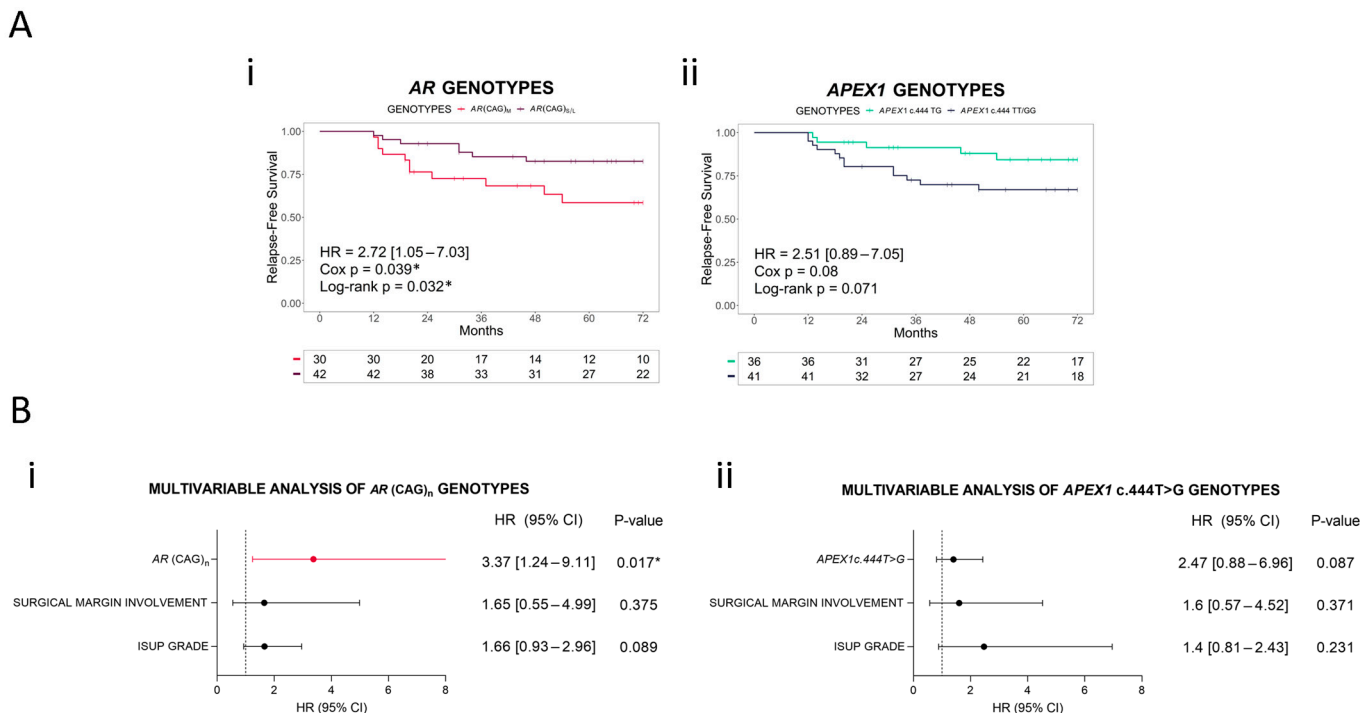 A
i
AR GENOTYPES
GENOTYPES AR(CAG)M AR(CAG)S/L
Relapse-Free Survival
1.00
0.75
0.50
0.25
0.00
HR = 2.72 [1.05–7.03]
Cox p = 0.039*
Log-rank p = 0.032*
0 12 24 36 48 60 72
Months
30 30 20 17 14 12 10
42 42 38 33 31 27 22
ii
APEX1 GENOTYPES
GENOTYPES APEX1 c.444 TG APEX1 c.444 TT/GG
Relapse-Free Survival
1.00
0.75
0.50
0.25
0.00
HR = 2.51 [0.89–7.05]
Cox p = 0.08
Log-rank p = 0.071
0 12 24 36 48 60 72
Months
36 36 31 27 25 22 17
41 41 32 27 24 21 18
B
i
MULTIVARIABLE ANALYSIS OF AR (CAG)n GENOTYPES
HR (95% CI) P-value
AR (CAG)n 3.37 [1.24–9.11] 0.017*
SURGICAL MARGIN INVOLVEMENT 1.65 [0.55–4.99] 0.375
ISUP GRADE 1.66 [0.93–2.96] 0.089
0 2 4 6 8
HR (95% CI)
ii
MULTIVARIABLE ANALYSIS OF APEX1 c.444T>G GENOTYPES
HR (95% CI) P-value
APEX1c.444T>G 2.47 [0.88–6.96] 0.087
SURGICAL MARGIN INVOLVEMENT 1.6 [0.57–4.52] 0.371
ISUP GRADE 1.4 [0.81–2.43] 0.231
0 2 4 6 8
HR (95% CI)